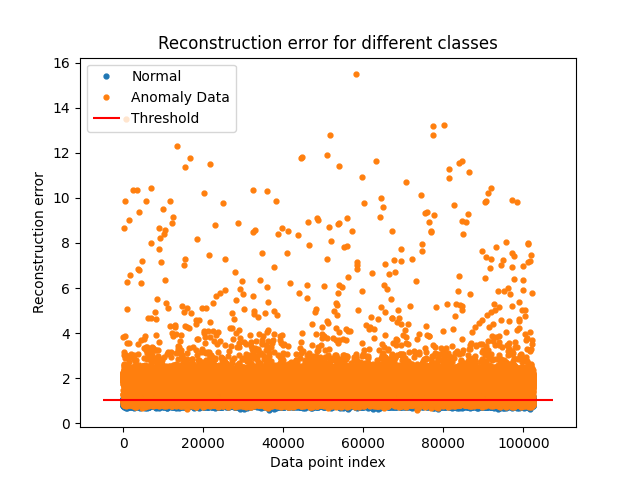 Reconstruction error for different classes
Normal
Anomaly Data
Threshold
Reconstruction error
16
14
12
10
8
6
4
2
0
0 20000 40000 60000 80000 100000
Data point index